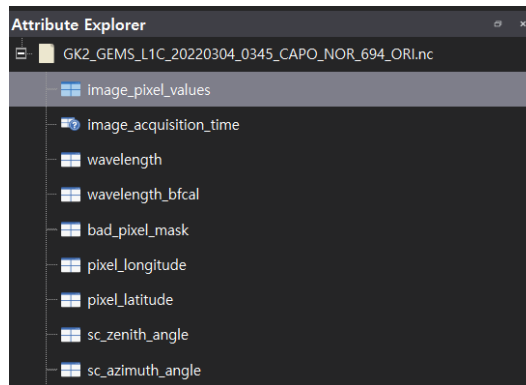 Attribute Explorer
GK2_GEMS_L1C_20220304_0345_CAPO_NOR_694_ORI.nc
image_pixel_values
image_acquisition_time
wavelength
wavelength_bfcal
bad_pixel_mask
pixel_longitude
pixel_latitude
sc_zenith_angle
sc_azimuth_angle